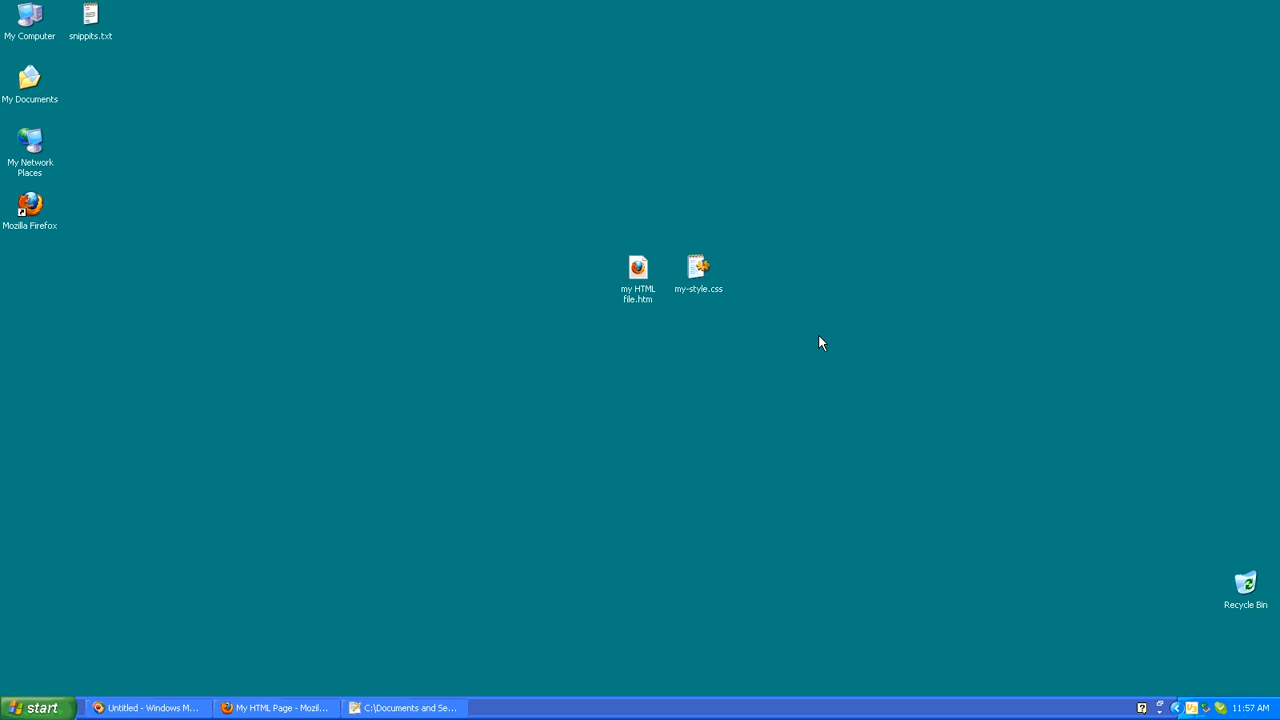 My Computer
snippits.txt
My Documents
My Network
Places
Mozilla Firefox
my HTML
file.htm
my-style.css
Recycle Bin
start
Untitled - Windows M...
My HTML Page - Mozil...
C:\Documents and Se...
11:57 AM